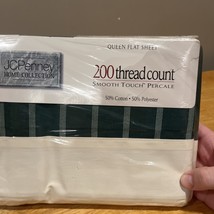 QUEEN FLAT SHEET
JCPenney
HOME COLLECTION
200 thread count
SMOOTH TOUCH PERCALE
50% Cotton • 50% Polyester